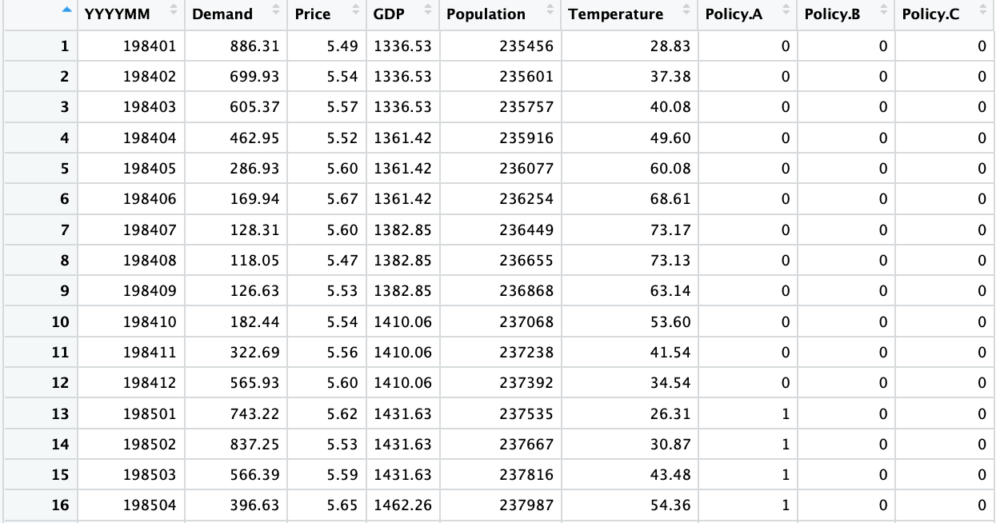 YYYYMM Demand Price GDP Population Temperature Policy.A Policy.B Policy.C
1 198401 886.31 5.49 1336.53 235456 28.83 0 0 0
2 198402 699.93 5.54 1336.53 235601 37.38 0 0 0
3 198403 605.37 5.57 1336.53 235757 40.08 0 0 0
4 198404 462.95 5.52 1361.42 235916 49.60 0 0 0
5 198405 286.93 5.60 1361.42 236077 60.08 0 0 0
6 198406 169.94 5.67 1361.42 236254 68.61 0 0 0
7 198407 128.31 5.60 1382.85 236449 73.17 0 0 0
8 198408 118.05 5.47 1382.85 236655 73.13 0 0 0
9 198409 126.63 5.53 1382.85 236868 63.14 0 0 0
10 198410 182.44 5.54 1410.06 237068 53.60 0 0 0
11 198411 322.69 5.56 1410.06 237238 41.54 0 0 0
12 198412 565.93 5.60 1410.06 237392 34.54 0 0 0
13 198501 743.22 5.62 1431.63 237535 26.31 1 0 0
14 198502 837.25 5.53 1431.63 237667 30.87 1 0 0
15 198503 566.39 5.59 1431.63 237816 43.48 1 0 0
16 198504 396.63 5.65 1462.26 237987 54.36 1 0 0